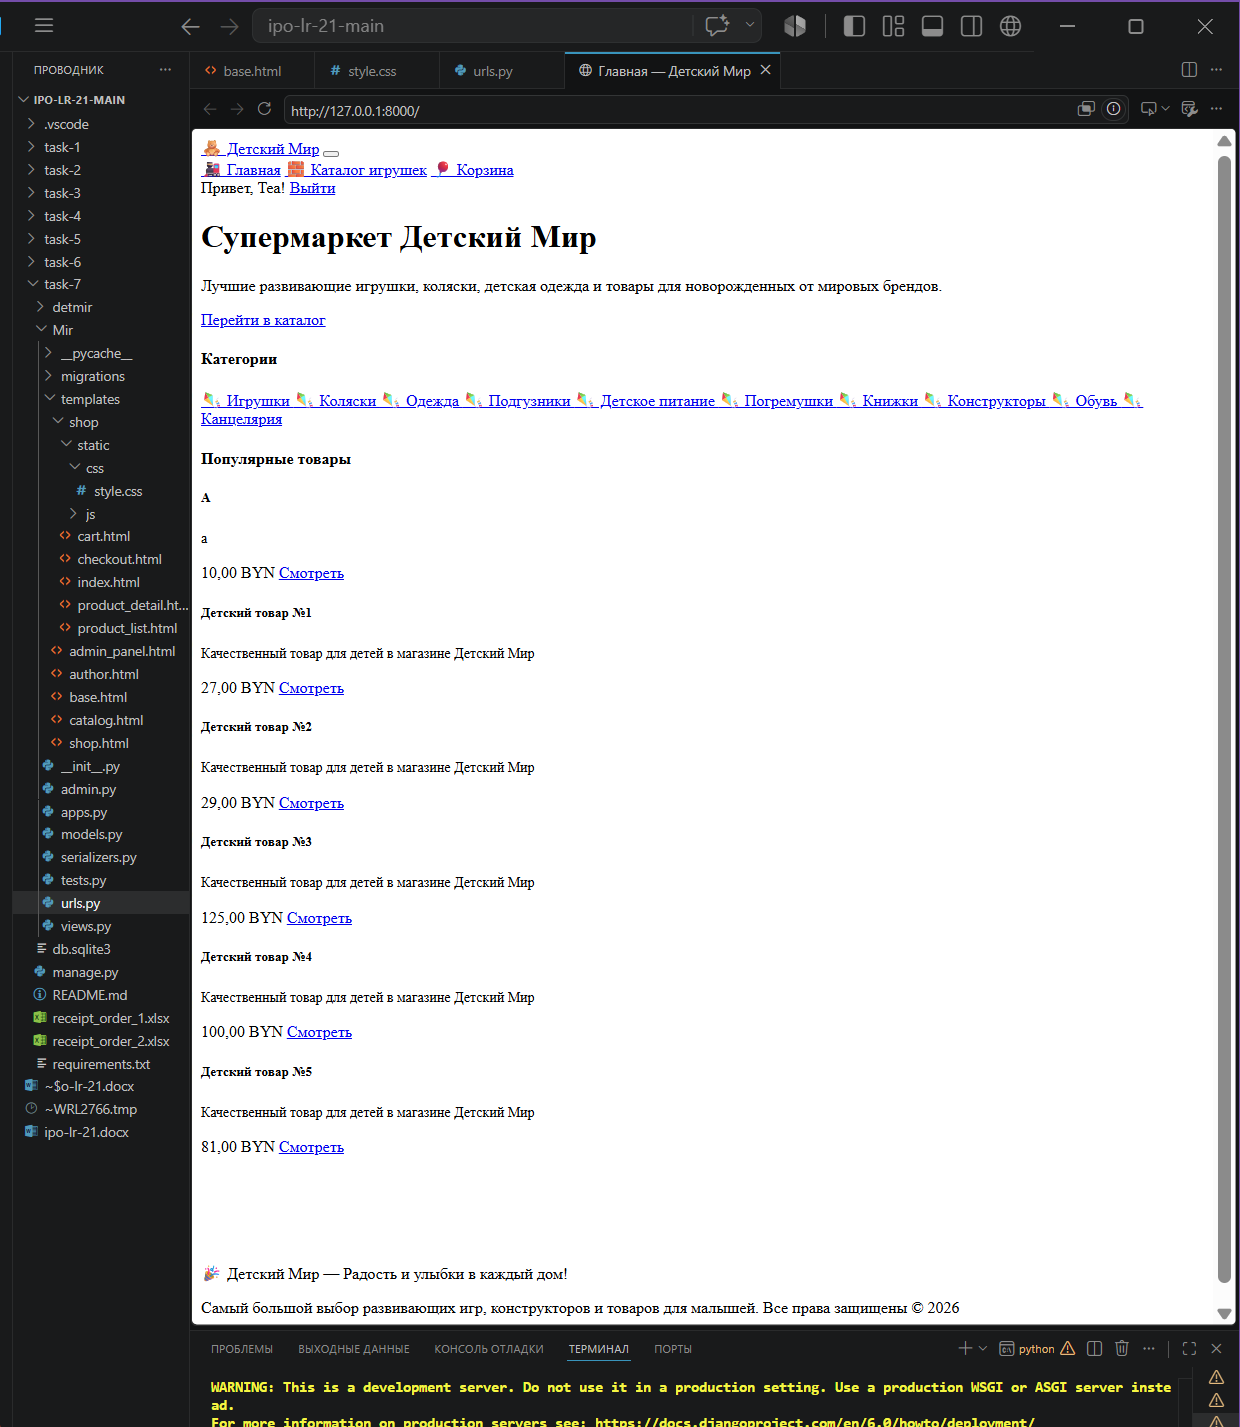 ipo-lr-21-main
ПРОВОДНИК
base.html
style.css
urls.py
Главная — Детский Мир
http://127.0.0.1:8000/
IPO-LR-21-MAIN
.vscode
task-1
task-2
task-3
task-4
task-5
task-6
task-7
detmir
Mir
__pycache__
migrations
templates
shop
static
css
style.css
js
cart.html
checkout.html
index.html
product_detail.ht...
product_list.html
admin_panel.html
author.html
base.html
catalog.html
shop.html
__init__.py
admin.py
apps.py
models.py
serializers.py
tests.py
urls.py
views.py
db.sqlite3
manage.py
README.md
receipt_order_1.xlsx
receipt_order_2.xlsx
requirements.txt
~$o-lr-21.docx
~WRL2766.tmp
ipo-lr-21.docx
🧸 Детский Мир
🚂 Главная 🧱 Каталог игрушек 🎈 Корзина
Привет, Tea! Выйти
Супермаркет Детский Мир
Лучшие развивающие игрушки, коляски, детская одежда и товары для новорожденных от мировых брендов.
Перейти в каталог
Категории
🪁 Игрушки 🪁 Коляски 🪁 Одежда 🪁 Подгузники 🪁 Детское питание 🪁 Погремушки 🪁 Книжки 🪁 Конструкторы 🪁 Обувь 🪁
Канцелярия
Популярные товары
А
а
10,00 BYN Смотреть
Детский товар №1
Качественный товар для детей в магазине Детский Мир
27,00 BYN Смотреть
Детский товар №2
Качественный товар для детей в магазине Детский Мир
29,00 BYN Смотреть
Детский товар №3
Качественный товар для детей в магазине Детский Мир
125,00 BYN Смотреть
Детский товар №4
Качественный товар для детей в магазине Детский Мир
100,00 BYN Смотреть
Детский товар №5
Качественный товар для детей в магазине Детский Мир
81,00 BYN Смотреть
🎉 Детский Мир — Радость и улыбки в каждый дом!
Самый большой выбор развивающих игр, конструкторов и товаров для малышей. Все права защищены © 2026
ПРОБЛЕМЫ
ВЫХОДНЫЕ ДАННЫЕ
КОНСОЛЬ ОТЛАДКИ
ТЕРМИНАЛ
ПОРТЫ
python
WARNING: This is a development server. Do not use it in a production setting. Use a production WSGI or ASGI server inste
ad.
For more information on production servers see: https://docs.djangoproject.com/en/6.0/howto/deployment/